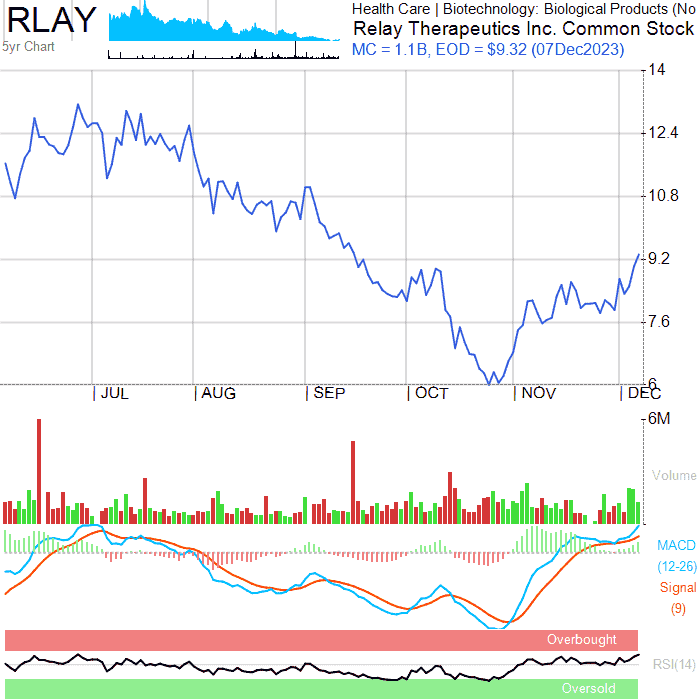 RLAY
5yr Chart
Health Care | Biotechnology: Biological Products (No
Relay Therapeutics Inc. Common Stock
MC = 1.1B, EOD = $9.32 (07Dec2023)
14
12.4
10.8
9.2
7.6
6
JUL
AUG
SEP
OCT
NOV
DEC
6M
Volume
MACD
(12-26)
Signal
(9)
Overbought
RSI(14)
Oversold